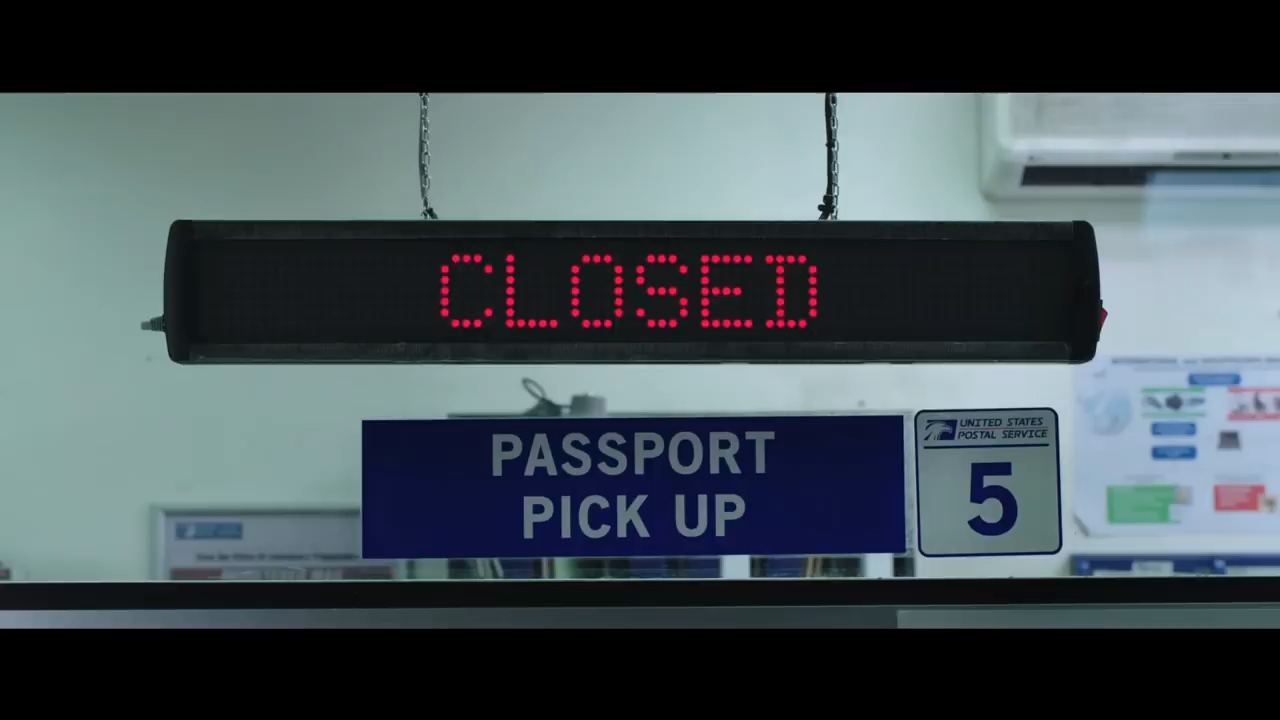 CLOSED
PASSPORT
PICK UP
UNITED STATES
POSTAL SERVICE
5